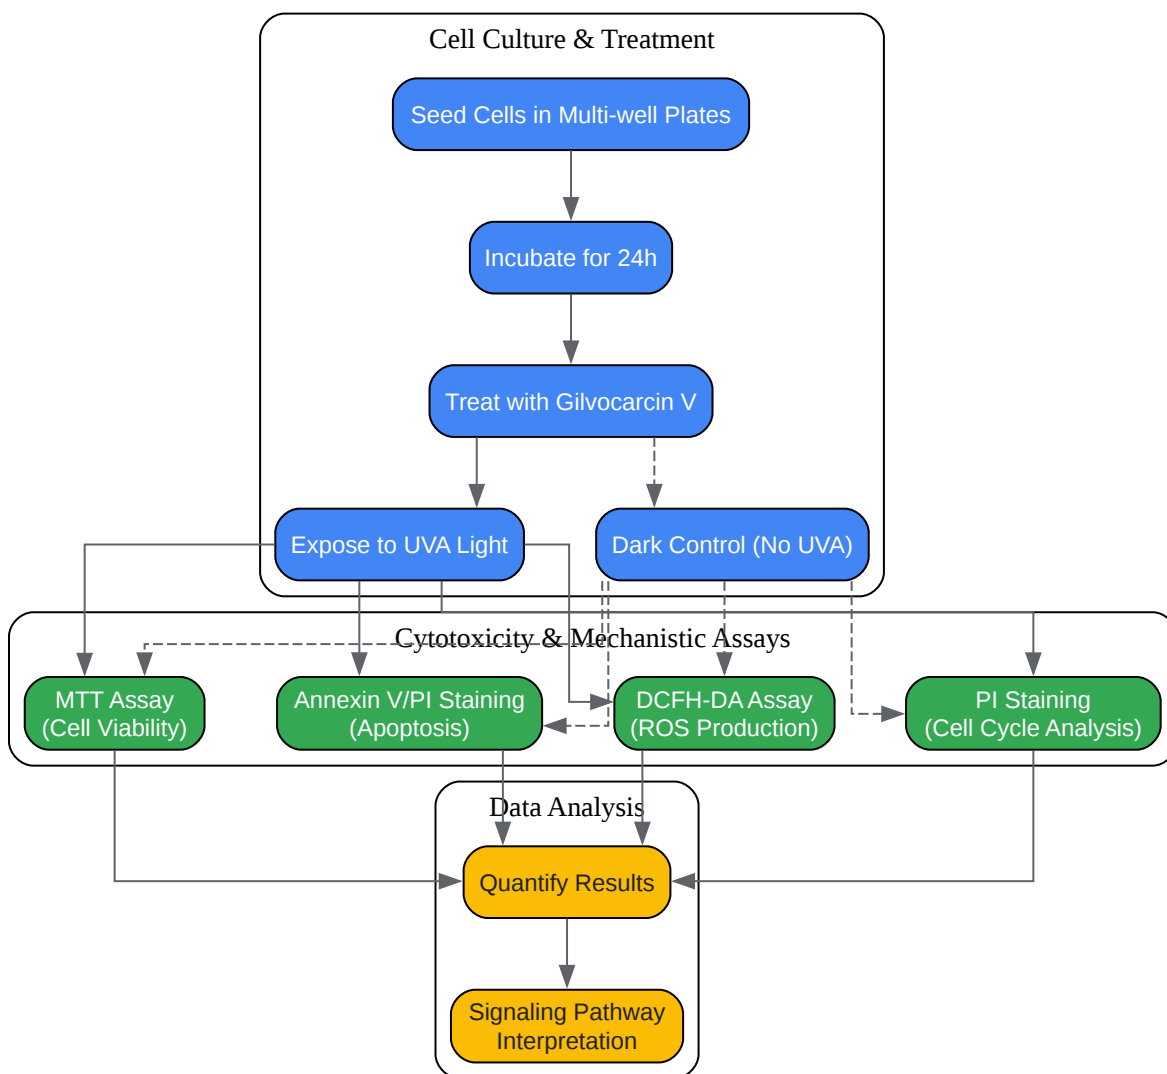 Cell Culture & Treatment
Seed Cells in Multi-well Plates
Incubate for 24h
Treat with Gilvocarcin V
Expose to UVA Light
Dark Control (No UVA)
Cytotoxicity & Mechanistic Assays
MTT Assay
(Cell Viability)
Annexin V/PI Staining
(Apoptosis)
DCFH-DA Assay
(ROS Production)
PI Staining
(Cell Cycle Analysis)
Data Analysis
Quantify Results
Signaling Pathway
Interpretation